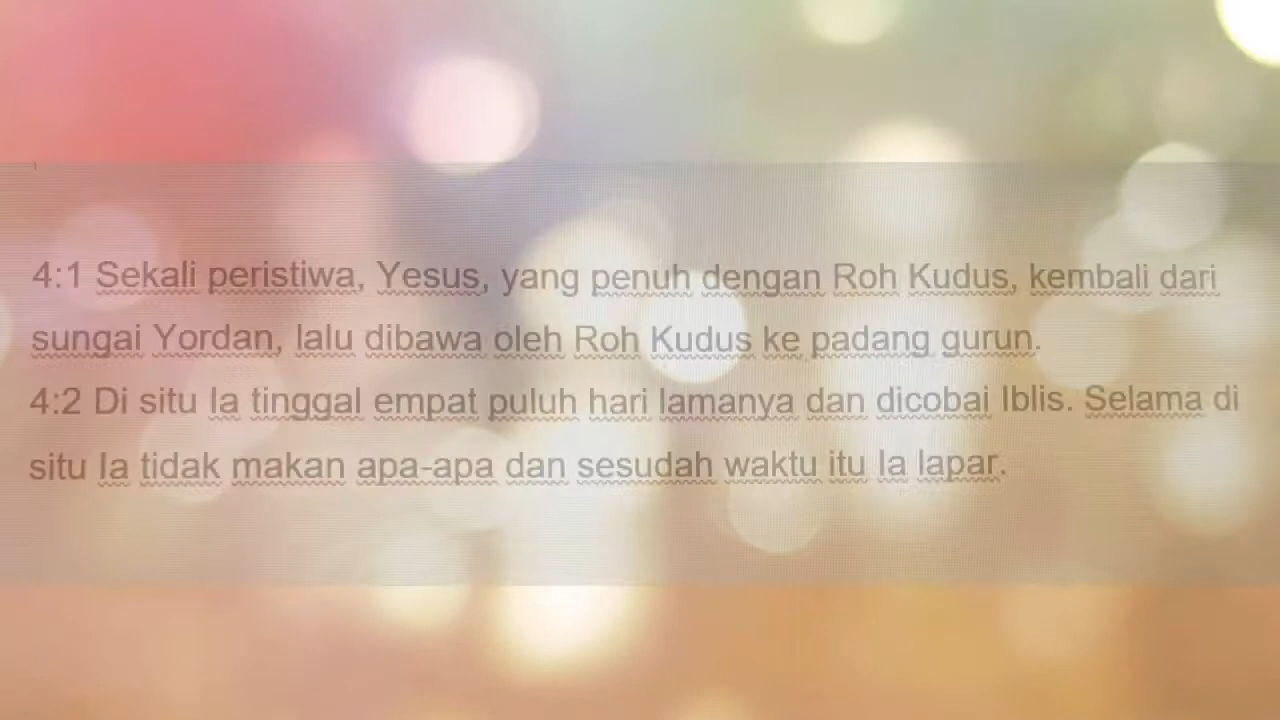 4:1 Sekali peristiwa, Yesus, yang penuh dengan Roh Kudus, kembali dari
sungai Yordan, lalu dibawa oleh Roh Kudus ke padang gurun.
4:2 Di situ Ia tinggal empat puluh hari lamanya dan dicobai Iblis. Selama di
situ Ia tidak makan apa-apa dan sesudah waktu itu Ia lapar.